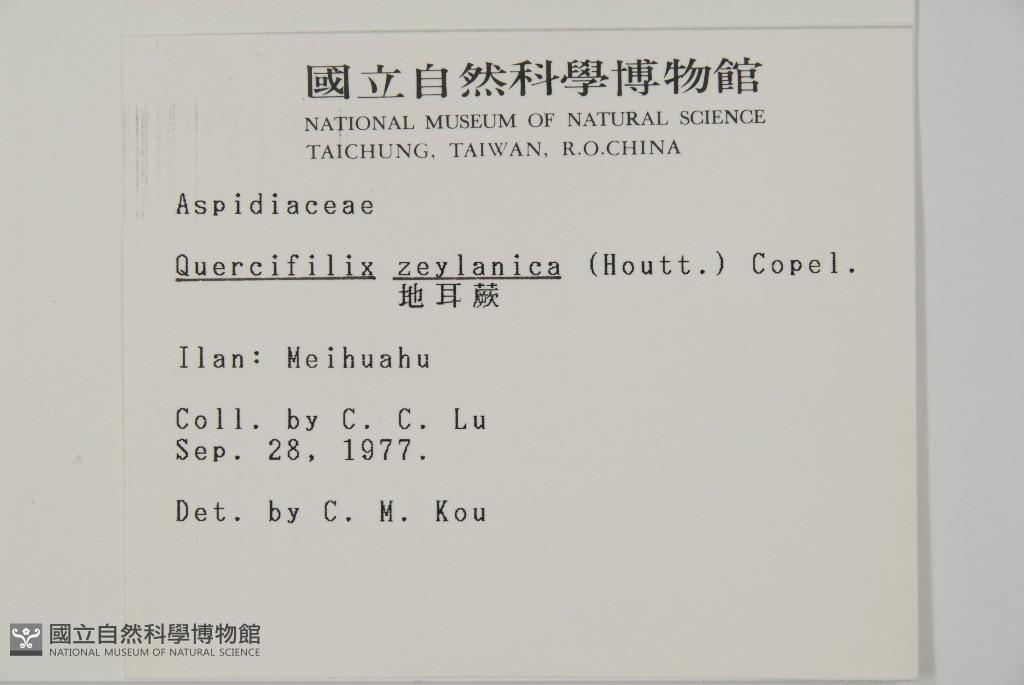 國立自然科學博物館
NATIONAL MUSEUM OF NATURAL SCIENCE
TAICHUNG, TAIWAN, R.O.CHINA
Aspidiaceae
Quercifilix zeylanica (Houtt.) Copel.
地耳蕨
Ilan: Meihuahu
Coll. by C. C. Lu
Sep. 28, 1977.
Det. by C. M. Kou
國立自然科學博物館
NATIONAL MUSEUM OF NATURAL SCIENCE